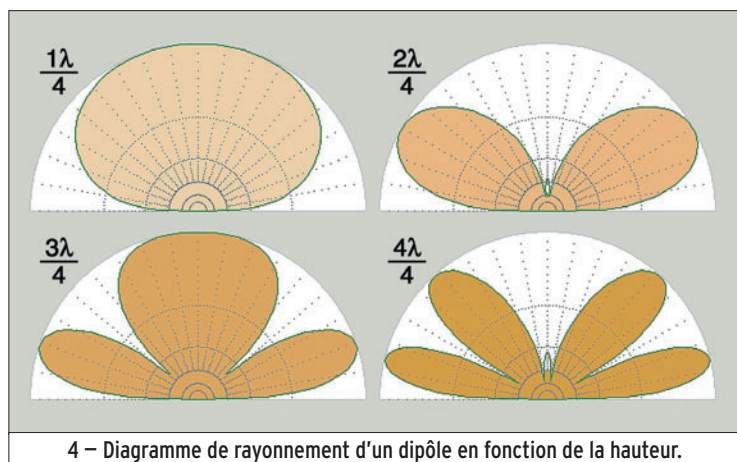 1λ
4
2λ
4
3λ
4
4λ
4
4 – Diagramme de rayonnement d'un dipôle en fonction de la hauteur.